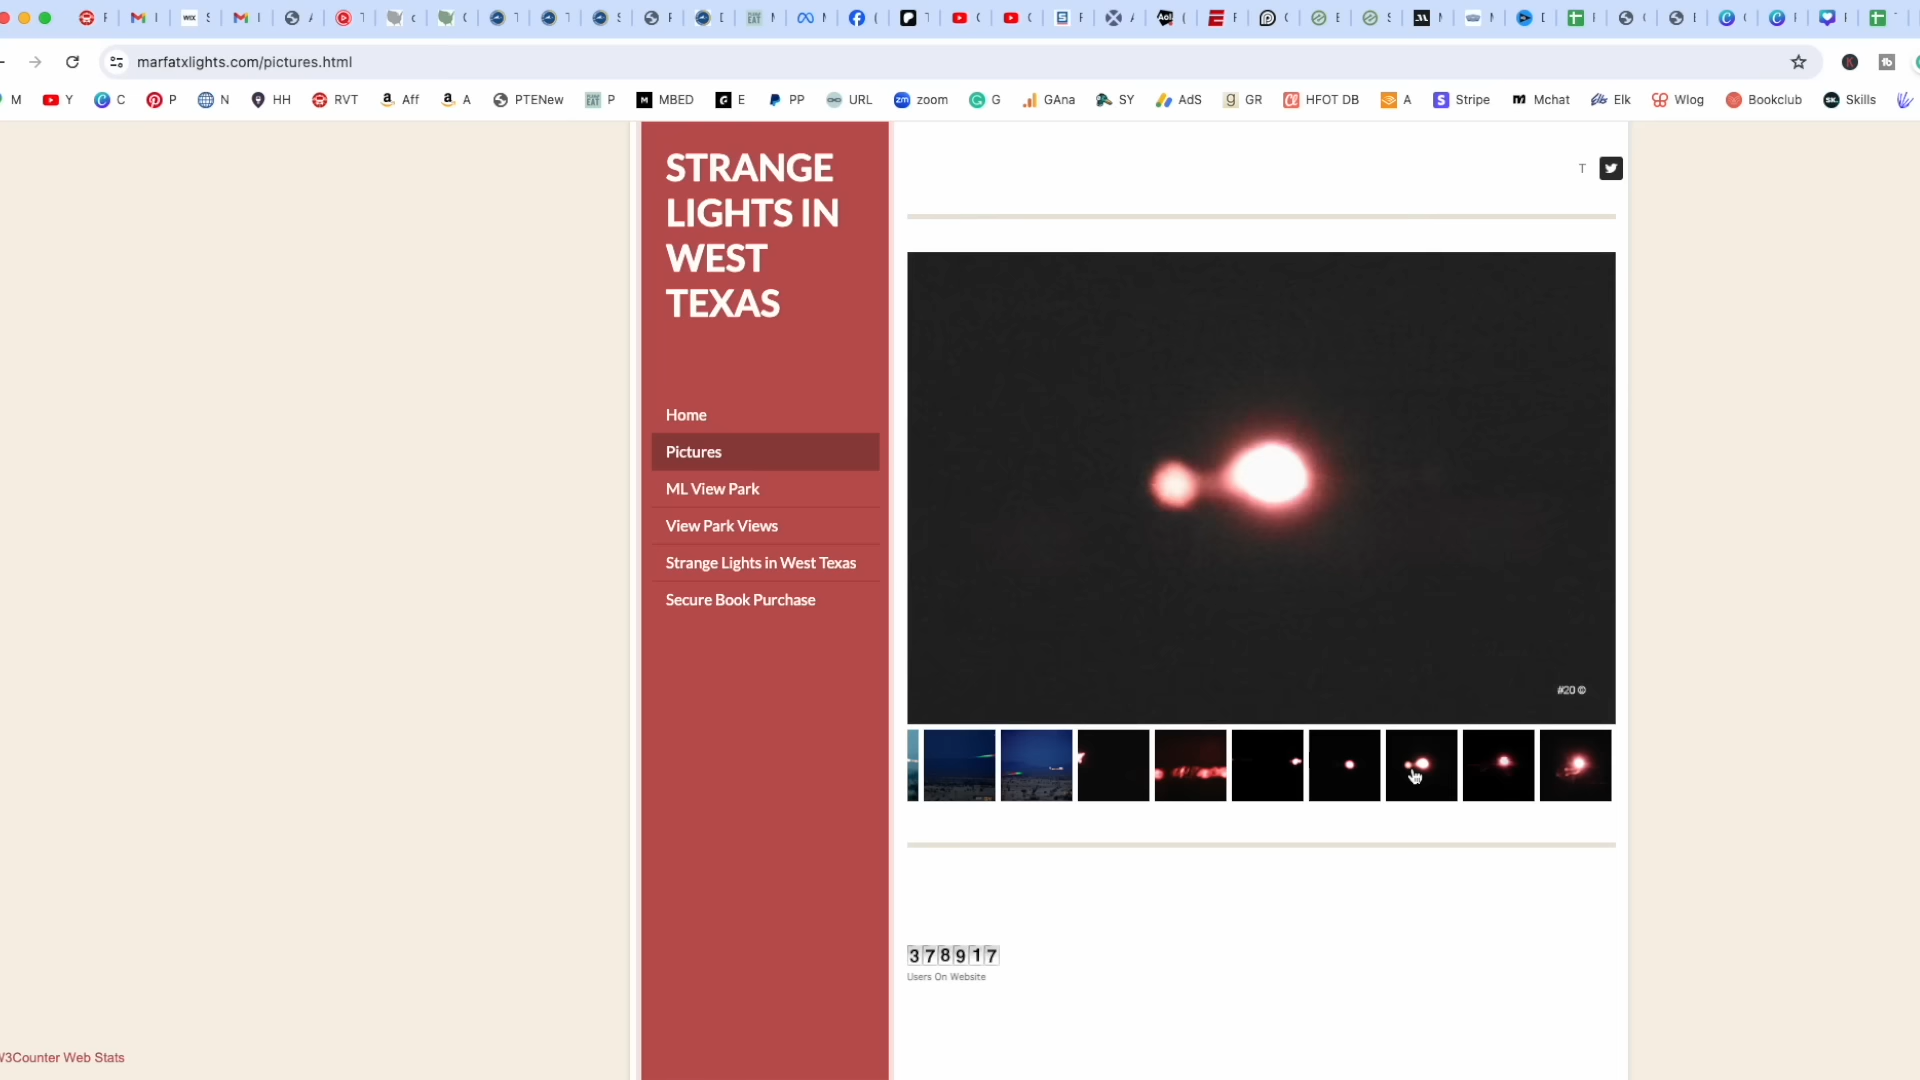 marfatxlights.com/pictures.html
M Y C P N HH RVT Aff A PTENew P MBED E PP URL zoom G GAna SY AdS GR HFOT DB A Stripe Mchat Elk Wlog Bookclub Skills
STRANGE
LIGHTS IN
WEST
TEXAS
T
Home
Pictures
ML View Park
View Park Views
Strange Lights in West Texas
Secure Book Purchase
#20 ©
378917
Users On Website
W3Counter Web Stats